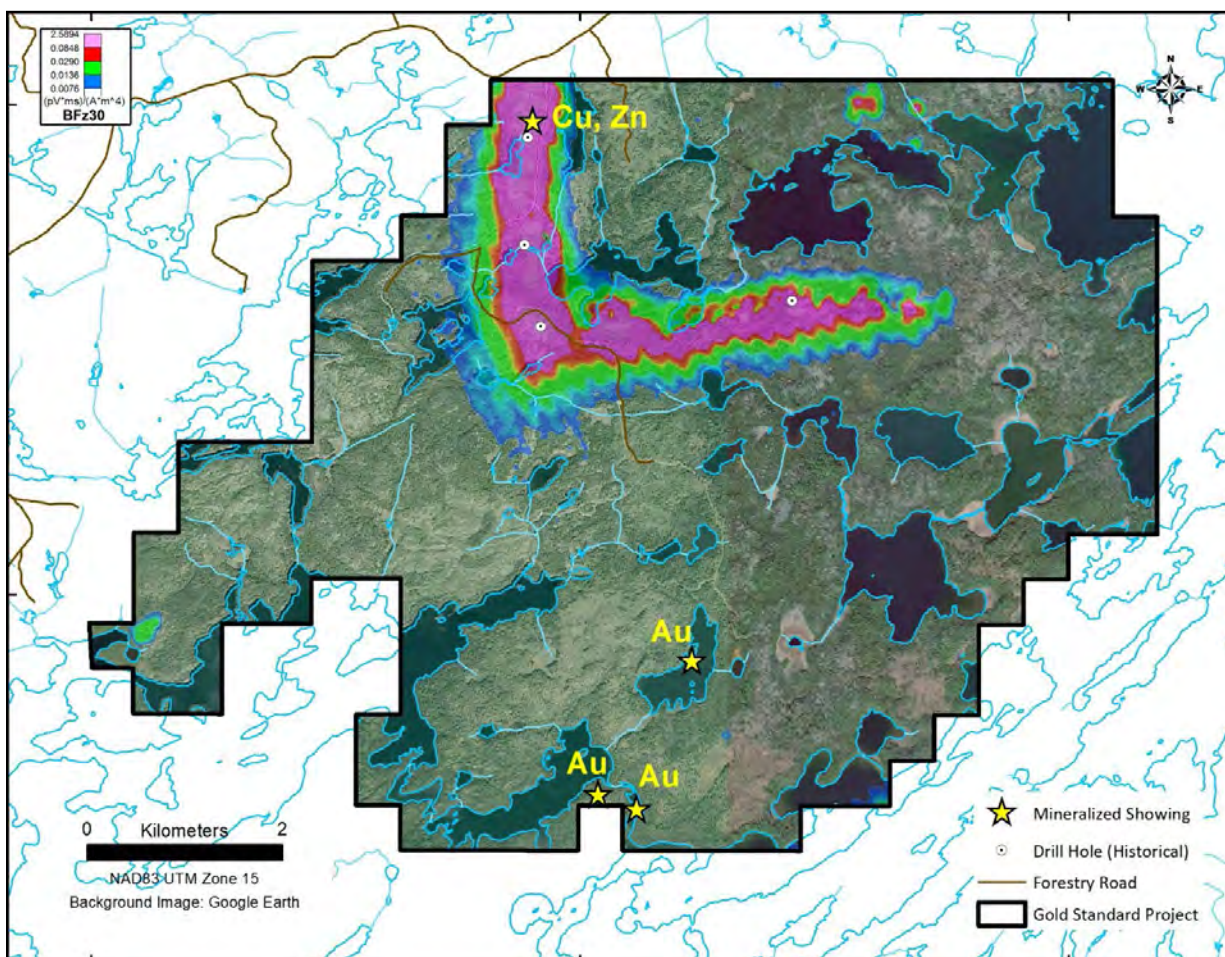 2.5894
0.0848
0.0290
0.0136
0.0076
(pV*ms)/(A*m^4)
BFz30
N
W E
S
Cu, Zn
Au
Au
Au
0 Kilometers 2
NAD83 UTM Zone 15
Background Image: Google Earth
Mineralized Showing
Drill Hole (Historical)
Forestry Road
Gold Standard Project